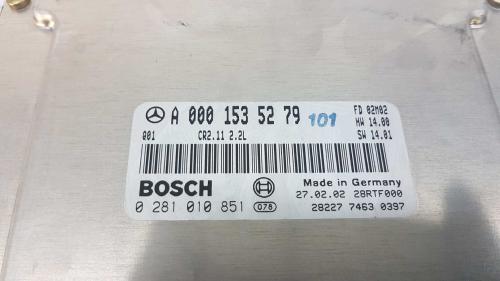 A 000 153 52 79 101
FD 02M02
HW 14.00
SW 14.01
Q01 CR2.11 2.2L
BOSCH
Made in Germany
27.02.02 28RTF000
0 281 010 851 078
28227 7463 0397